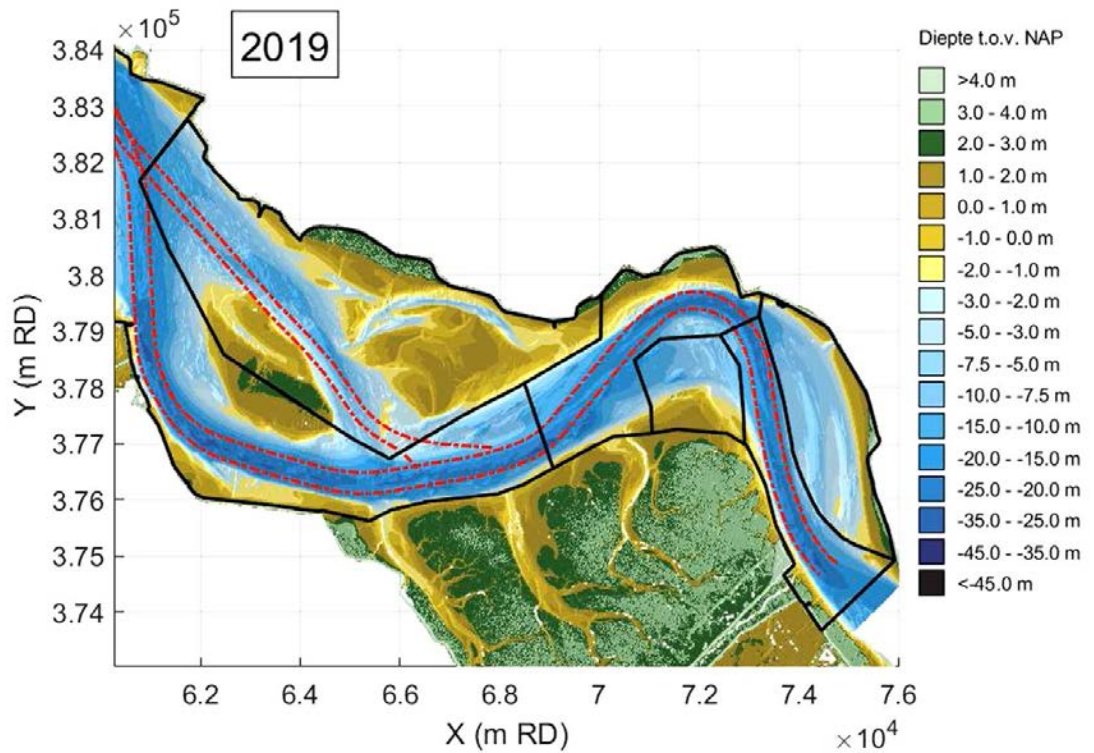 ×10⁵
2019
3.84
3.83
3.82
3.81
3.8
3.79
3.78
3.77
3.76
3.75
3.74
Y (m RD)
6.2
6.4
6.6
6.8
7
7.2
7.4
7.6
X (m RD)
×10⁴
Diepte t.o.v. NAP
>4.0 m
3.0 - 4.0 m
2.0 - 3.0 m
1.0 - 2.0 m
0.0 - 1.0 m
-1.0 - 0.0 m
-2.0 - -1.0 m
-3.0 - -2.0 m
-5.0 - -3.0 m
-7.5 - -5.0 m
-10.0 - -7.5 m
-15.0 - -10.0 m
-20.0 - -15.0 m
-25.0 - -20.0 m
-35.0 - -25.0 m
-45.0 - -35.0 m
<-45.0 m